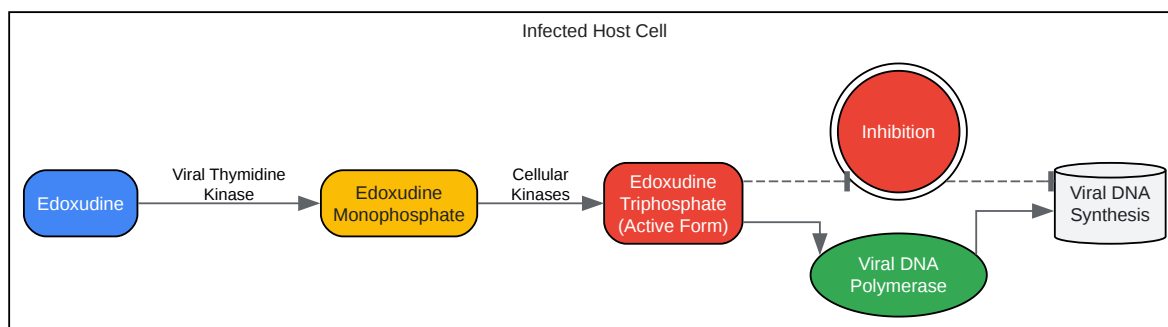 Infected Host Cell
Edoxudine
Viral Thymidine
Kinase
Edoxudine
Monophosphate
Cellular
Kinases
Edoxudine
Triphosphate
(Active Form)
Inhibition
Viral DNA
Polymerase
Viral DNA
Synthesis